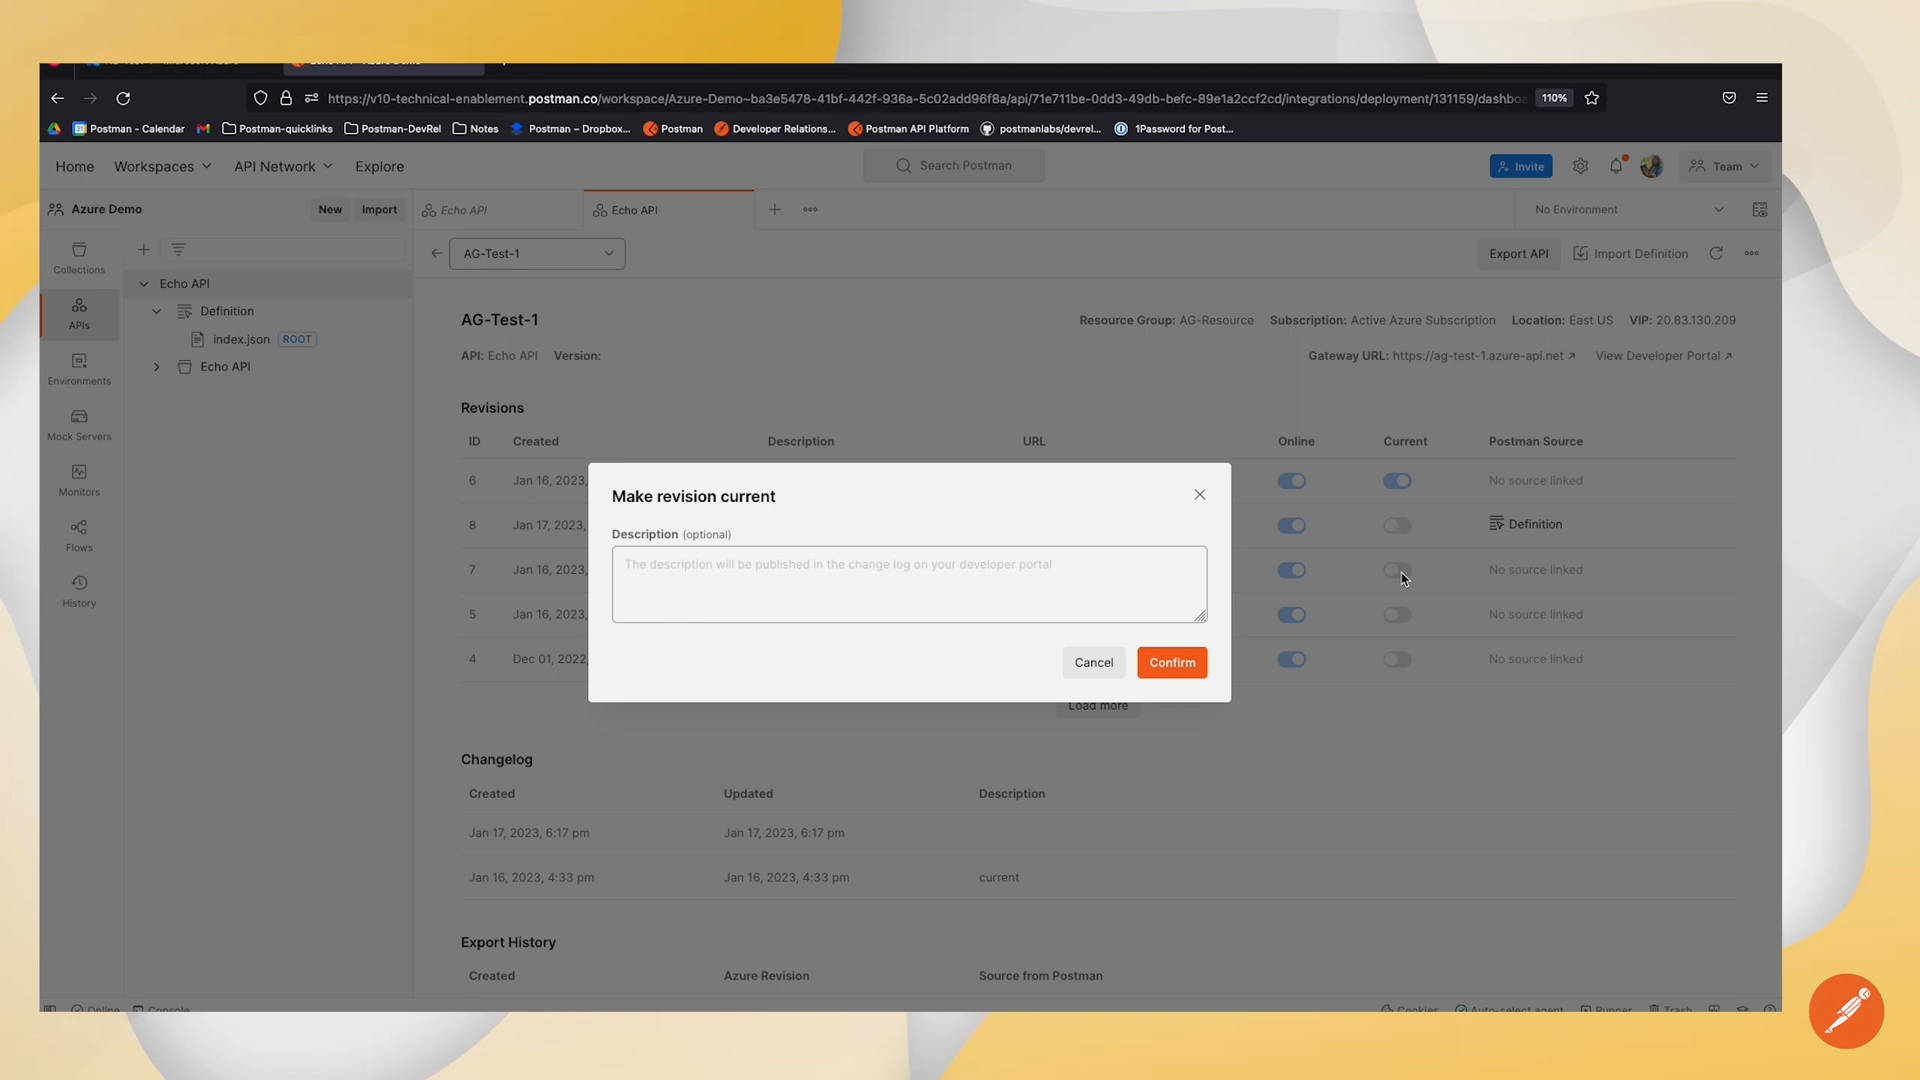 https://v10-technical-enablement.postman.co/workspace/Azure-Demo~ba3e5478-41bf-442f-936a-5c02add96f8a/api/71e711be-0dd3-49db-befc-89e1a2ccf2cd/integrations/deployment/131159/dashboa 110%
Postman - Calendar Postman-quicklinks Postman-DevRel Notes Postman – Dropbox... Postman Developer Relations... Postman API Platform postmanlabs/devrel... 1Password for Post...
Home Workspaces API Network Explore Search Postman Invite Team
Azure Demo New Import Echo API Echo API No Environment
Collections
APIs
Environments
Mock Servers
Monitors
Flows
History
Echo API
Definition
index.json ROOT
Echo API
AG-Test-1 Export API Import Definition
AG-Test-1 Resource Group: AG-Resource Subscription: Active Azure Subscription Location: East US VIP: 20.83.130.209
API: Echo API Version: Gateway URL: https://ag-test-1.azure-api.net ↗ View Developer Portal ↗
Revisions
ID Created Description URL Online Current Postman Source
6 Jan 16, 2023, No source linked
8 Jan 17, 2023, Definition
7 Jan 16, 2023, No source linked
5 Jan 16, 2023, No source linked
4 Dec 01, 2022, No source linked
Make revision current
Description (optional)
The description will be published in the change log on your developer portal
Cancel Confirm
Load more
Changelog
Created Updated Description
Jan 17, 2023, 6:17 pm Jan 17, 2023, 6:17 pm
Jan 16, 2023, 4:33 pm Jan 16, 2023, 4:33 pm current
Export History
Created Azure Revision Source from Postman
Online Console Cookies Auto-select agent Runner Trash